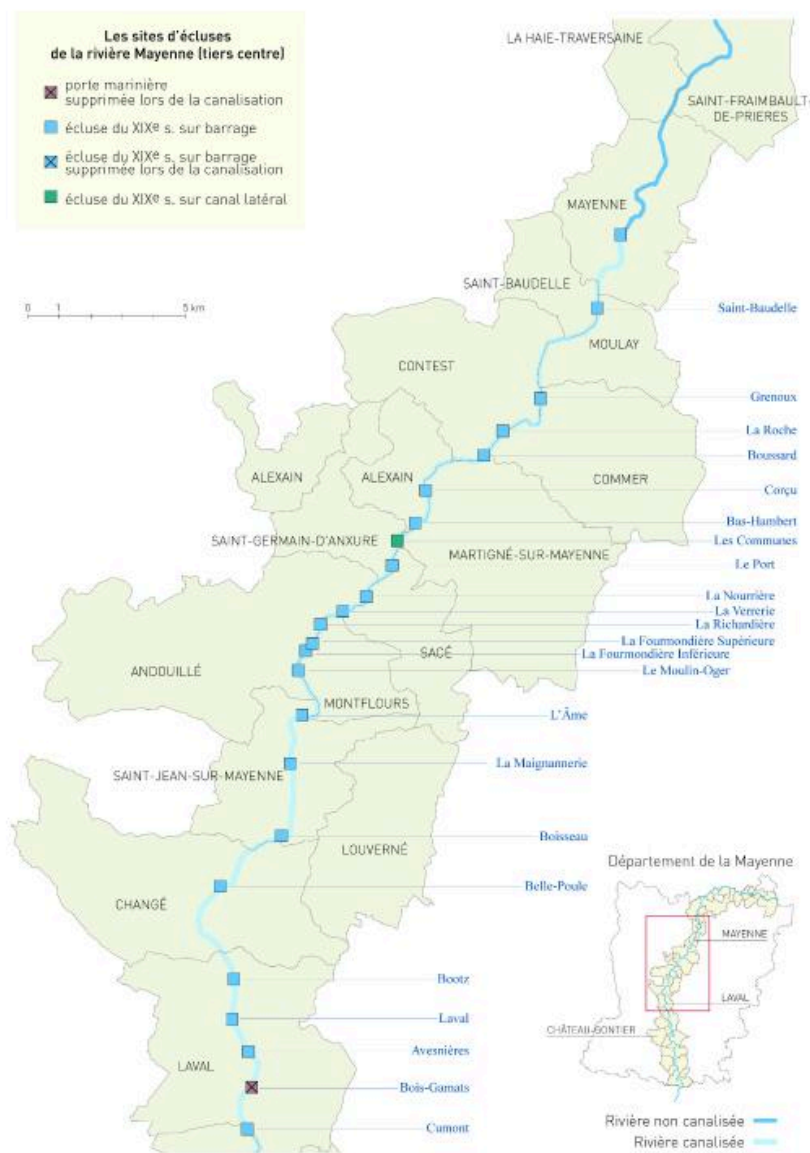 Les sites d'écluses
de la rivière Mayenne (tiers centre)
porte marinière
supprimée lors de la canalisation
écluse du XIXe s. sur barrage
écluse du XIXe s. sur barrage
supprimée lors de la canalisation
écluse du XIXe s. sur canal latéral
0 1 5 km
LA HAIE-TRAVERSAINE
SAINT-FRAIMBAULT-
DE-PRIERES
MAYENNE
SAINT-BAUDELLE
Saint-Baudelle
MOULAY
CONTEST
Grenoux
La Roche
Boussard
ALEXAIN
ALEXAIN
COMMER
Corçu
Bas-Hambert
SAINT-GERMAIN-D'ANXURE
Les Communes
MARTIGNÉ-SUR-MAYENNE
Le Port
La Nourrière
La Verrerie
La Richardière
La Fourmondière Supérieure
SACÉ
La Fourmondière Inférieure
ANDOUILLÉ
Le Moulin-Oger
MONTFLOURS
L'Âme
La Maignannerie
SAINT-JEAN-SUR-MAYENNE
Boisseau
LOUVERNÉ
Belle-Poule
CHANGÉ
Département de la Mayenne
MAYENNE
LAVAL
CHÂTEAU-GONTIER
Bootz
Laval
Avesnières
LAVAL
Bois-Gamats
Cumont
Rivière non canalisée
Rivière canalisée